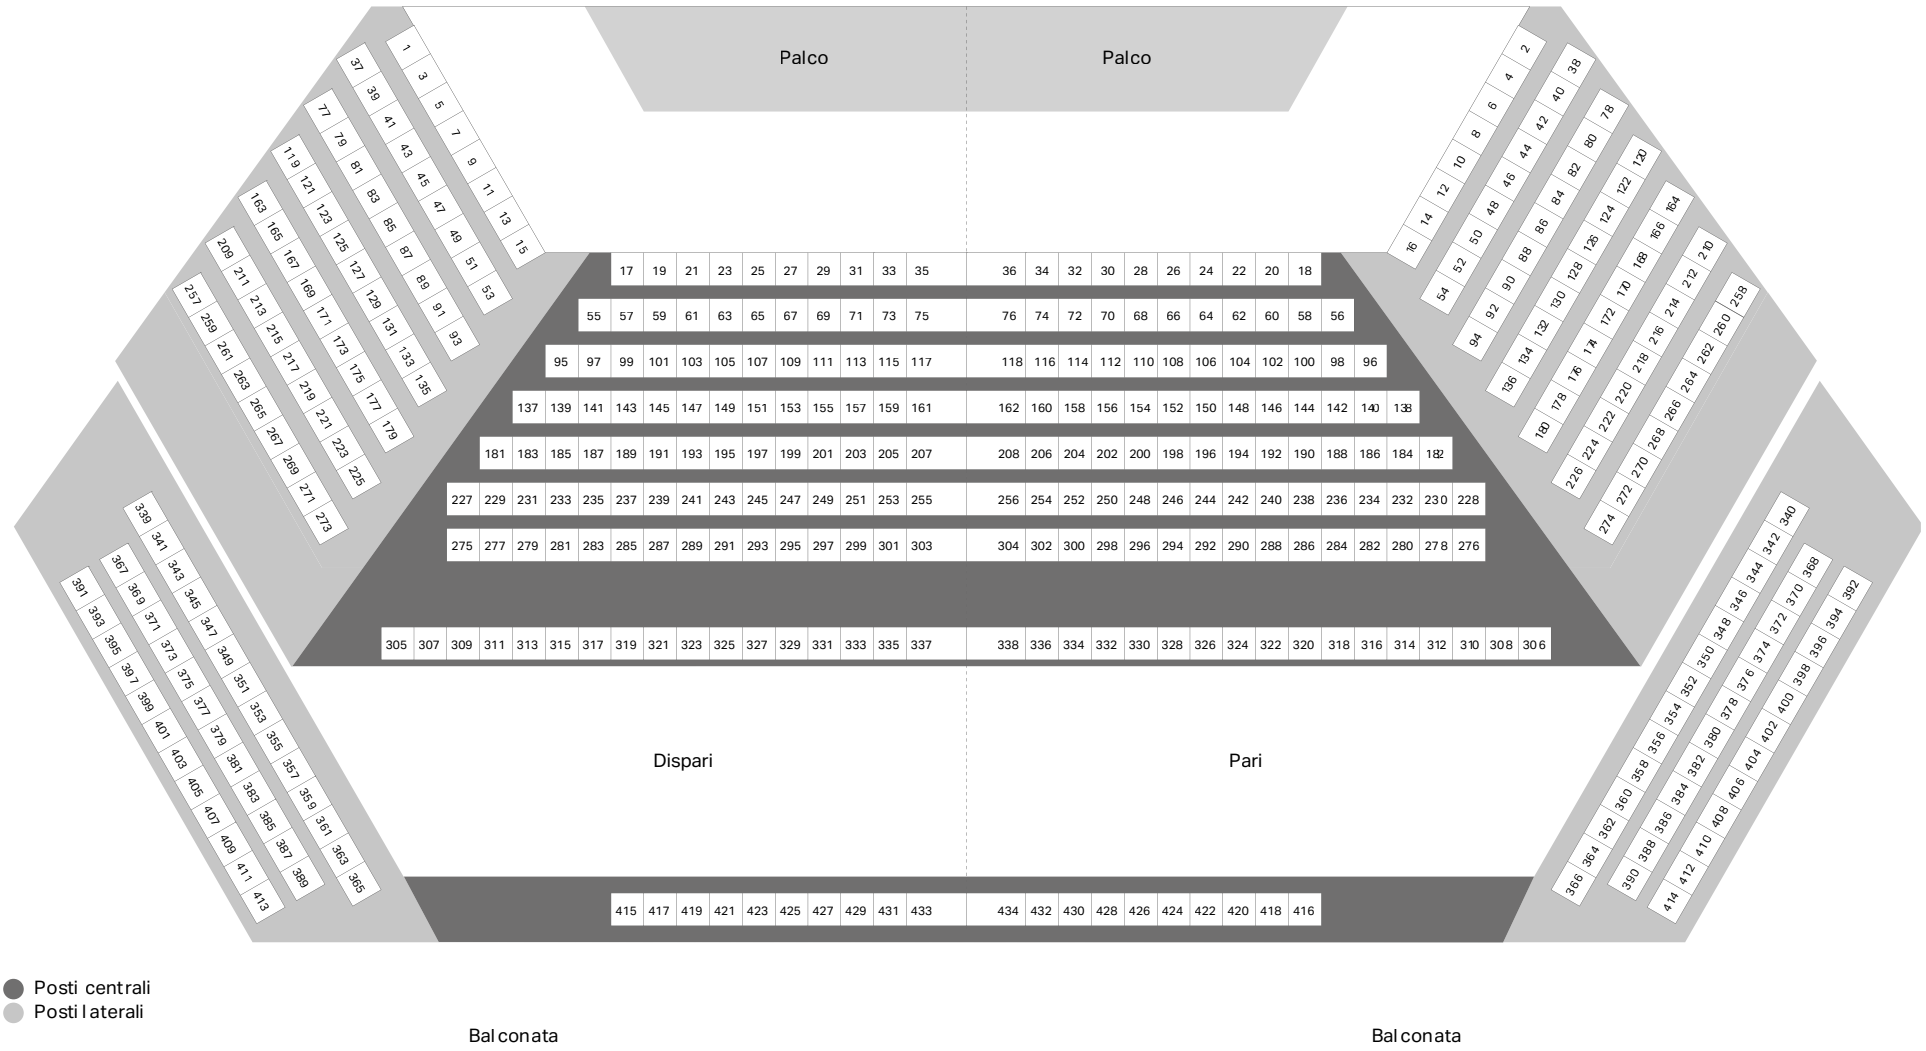 Palco Palco
1 3 5 7 9 11 13 15
37 39 41 43 45 47 49 51 53
77 79 81 83 85 87 89 91 93
119 121 123 125 127 129 131 133 135
163 165 167 169 171 173 175 177 179
209 211 213 215 217 219 221 223 225
257 259 261 263 265 267 269 271 273
2 4 6 8 10 12 14 16
38 40 42 44 46 48 50 52 54
78 80 82 84 86 88 90 92 94
120 122 124 126 128 130 132 134 136
164 166 168 170 172 174 176 178 180
210 212 214 216 218 220 222 224 226
258 260 262 264 266 268 270 272 274
17 19 21 23 25 27 29 31 33 35 36 34 32 30 28 26 24 22 20 18
55 57 59 61 63 65 67 69 71 73 75 76 74 72 70 68 66 64 62 60 58 56
95 97 99 101 103 105 107 109 111 113 115 117 118 116 114 112 110 108 106 104 102 100 98 96
137 139 141 143 145 147 149 151 153 155 157 159 161 162 160 158 156 154 152 150 148 146 144 142 140 138
181 183 185 187 189 191 193 195 197 199 201 203 205 207 208 206 204 202 200 198 196 194 192 190 188 186 184 182
227 229 231 233 235 237 239 241 243 245 247 249 251 253 255 256 254 252 250 248 246 244 242 240 238 236 234 232 230 228
275 277 279 281 283 285 287 289 291 293 295 297 299 301 303 304 302 300 298 296 294 292 290 288 286 284 282 280 278 276
305 307 309 311 313 315 317 319 321 323 325 327 329 331 333 335 337 338 336 334 332 330 328 326 324 322 320 318 316 314 312 310 308 306
339 341 343 345 347 349 351 353 355 357 359 361 363 365
367 369 371 373 375 377 379 381 383 385 387 389
391 393 395 397 399 401 403 405 407 409 411 413
340 342 344 346 348 350 352 354 356 358 360 362 364 366
368 370 372 374 376 378 380 382 384 386 388 390
392 394 396 398 400 402 404 406 408 410 412 414
Dispari Pari
415 417 419 421 423 425 427 429 431 433 434 432 430 428 426 424 422 420 418 416
Posti centrali
Posti laterali
Balconata Balconata